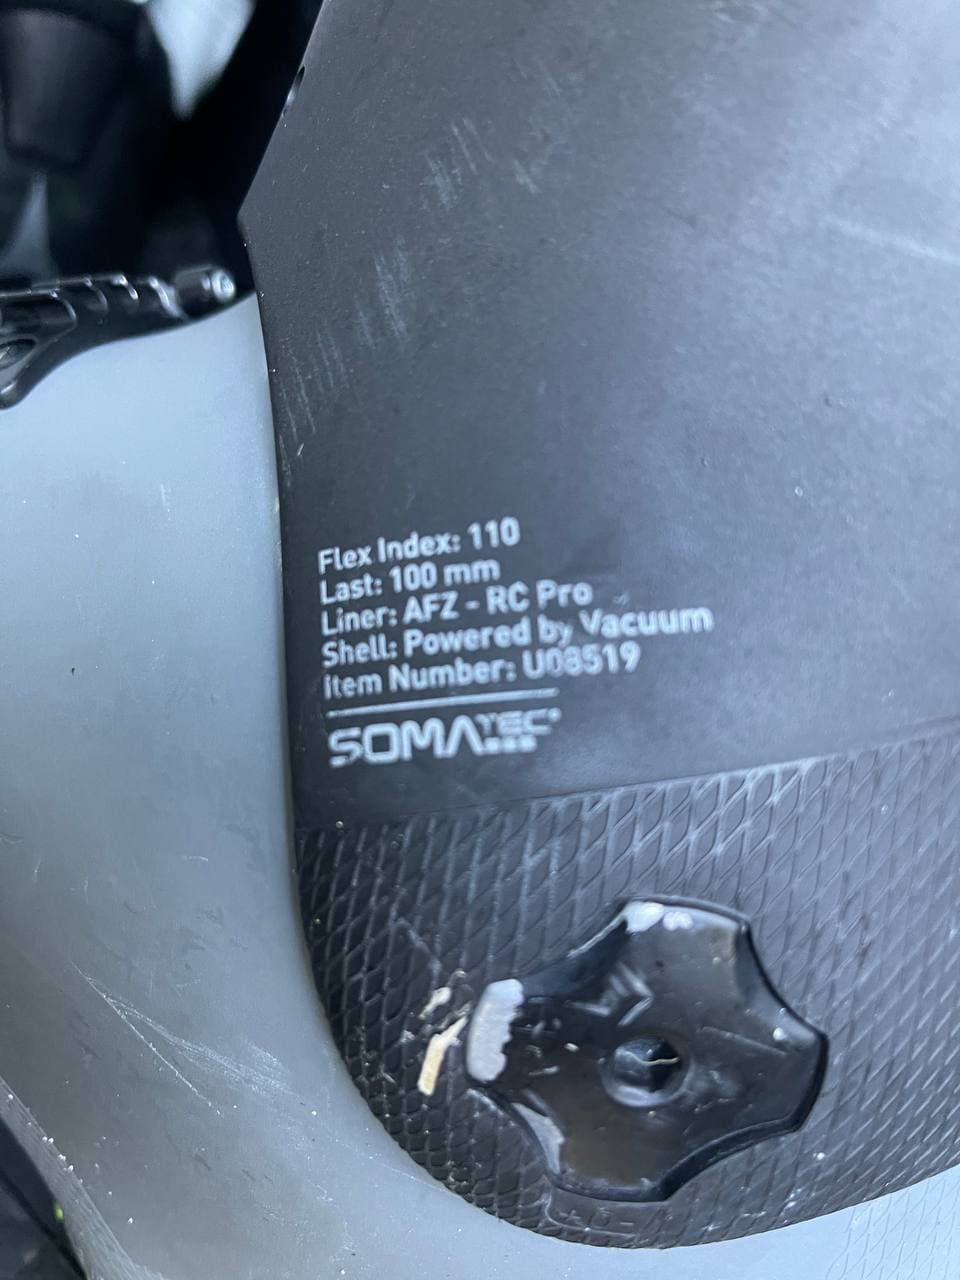 Flex Index: 110
Last: 100 mm
Liner: AFZ - RC Pro
Shell: Powered by Vacuum
Item Number: U08519
SOMATEC